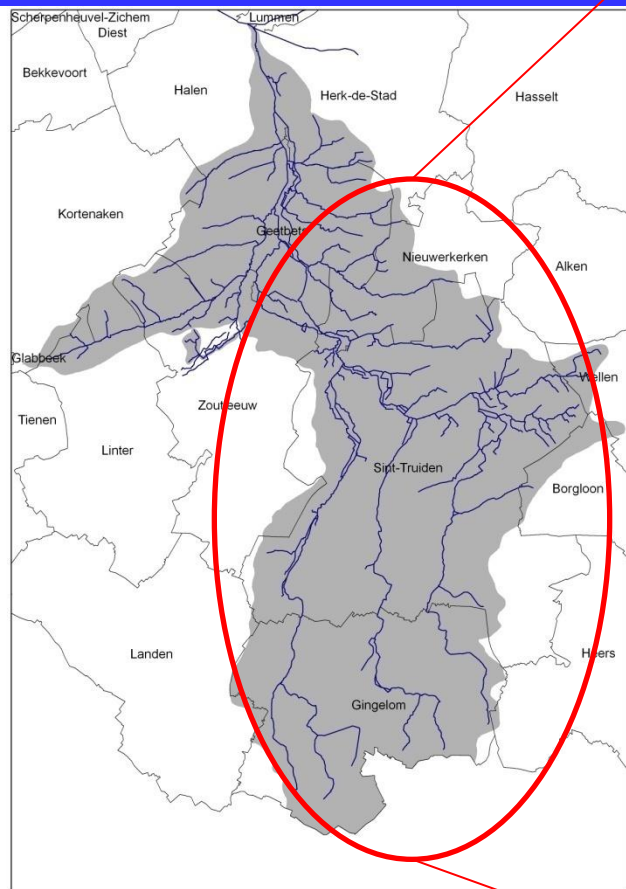 Scherpenheuvel-Zichem
Lummen
Diest
Bekkevoort
Halen
Herk-de-Stad
Hasselt
Kortenaken
Geetbets
Nieuwerkerken
Alken
Glabbeek
Wellen
Tienen
Zoutleeuw
Linter
Sint-Truiden
Borgloon
Landen
Heers
Gingelom